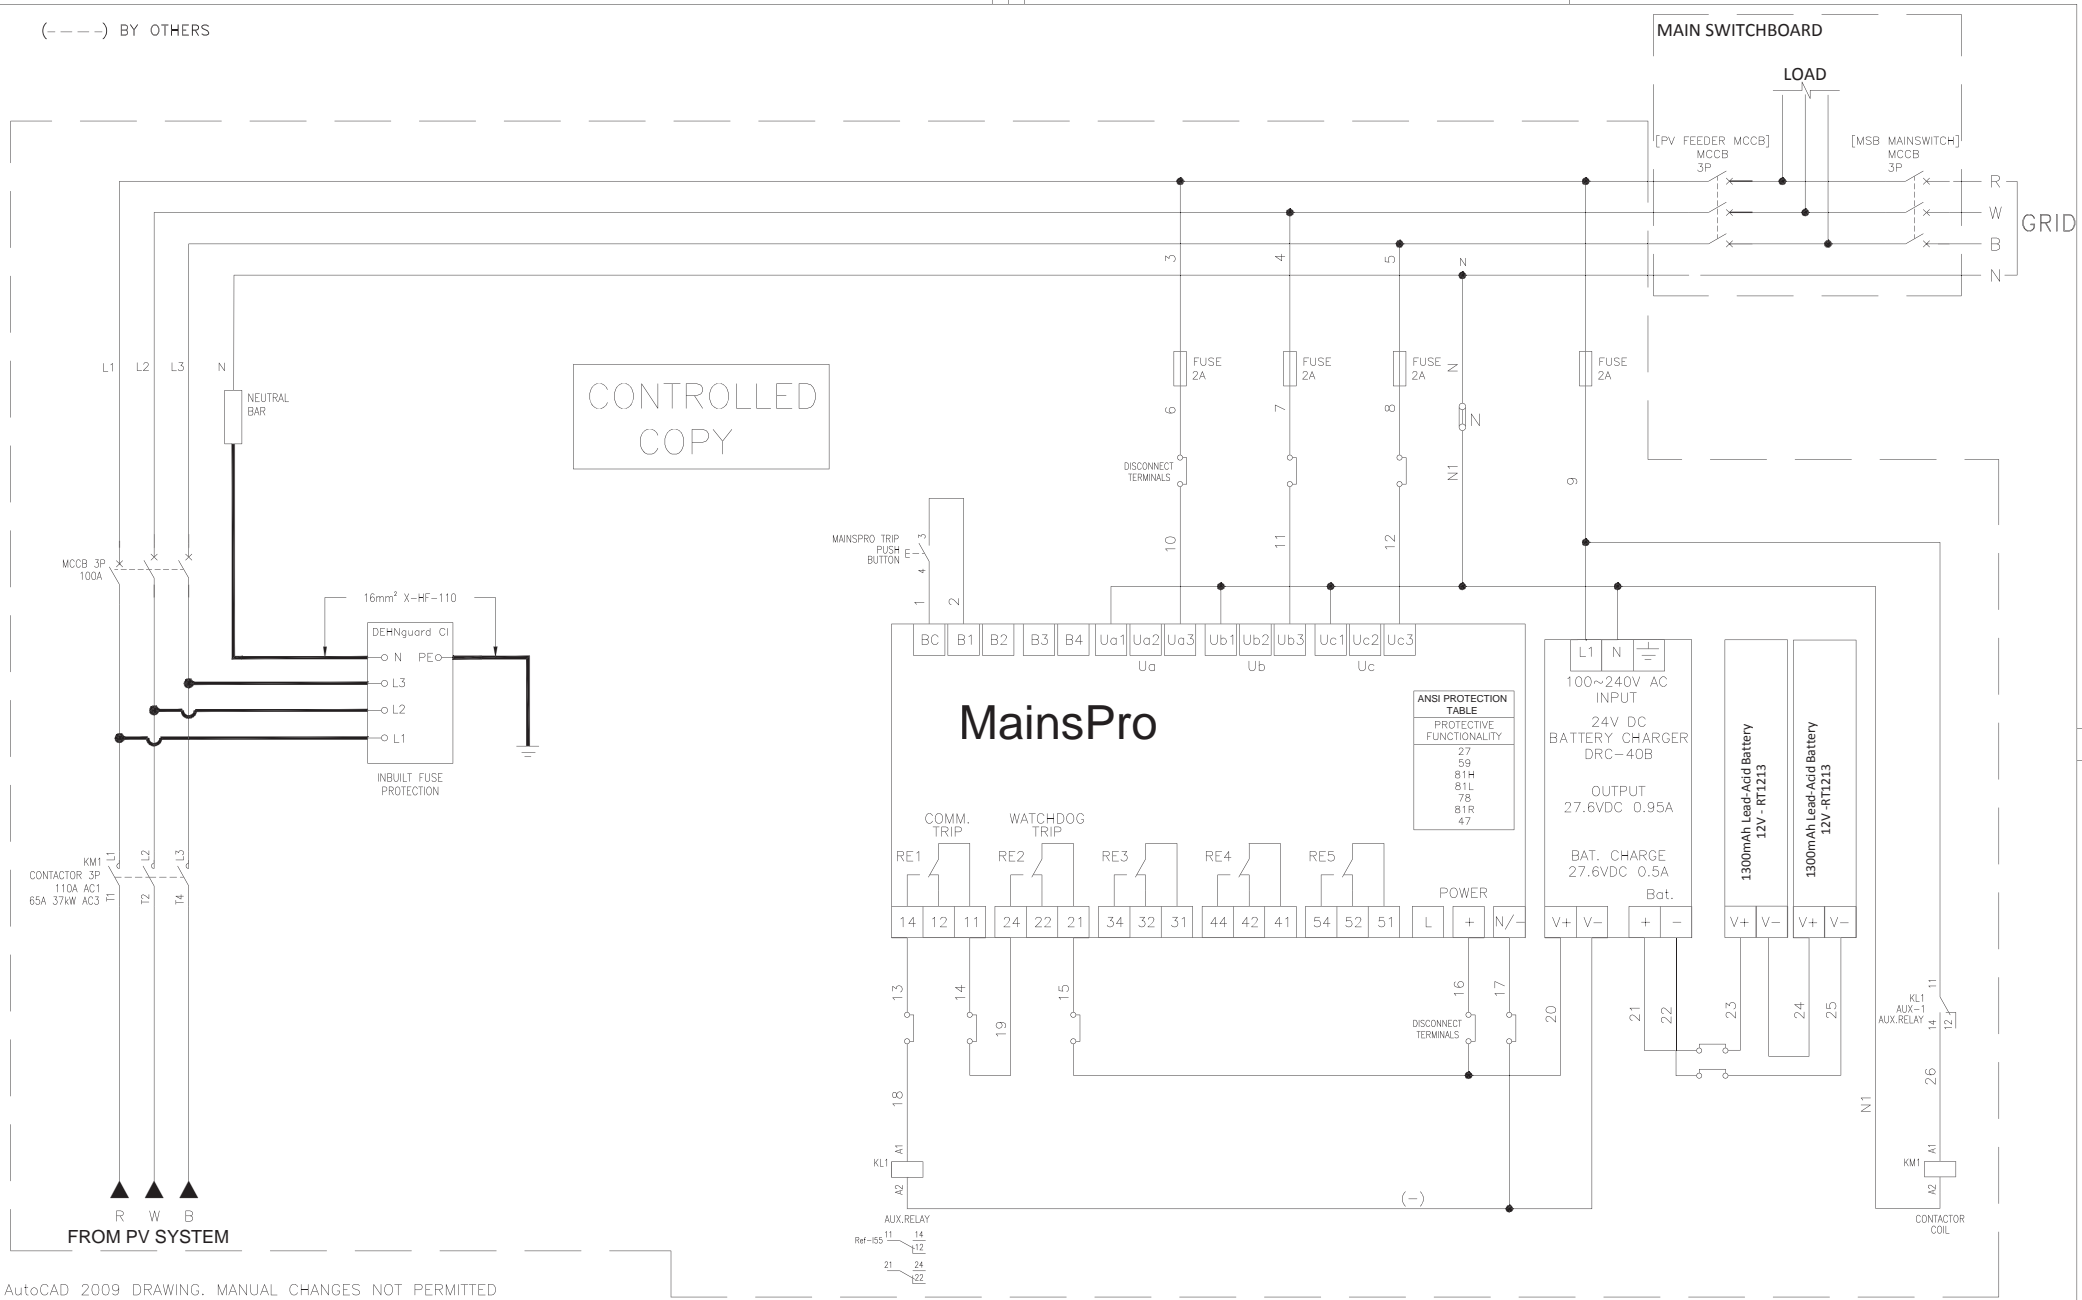 (----) BY OTHERS
MAIN SWITCHBOARD
LOAD
[PV FEEDER MCCB]
MCCB
3P
[MSB MAINSWITCH]
MCCB
3P
R
W
B
N
GRID
3
4
5
N
L1
L2
L3
N
NEUTRAL
BAR
CONTROLLED
COPY
FUSE
2A
FUSE
2A
FUSE
2A
N
FUSE
2A
6
7
8
N
DISCONNECT
TERMINALS
N1
9
MAINSPRO TRIP
PUSH
BUTTON
E
3
4
10
11
12
1
2
MCCB 3P
100A
16mm² X-HF-110
DEHNguard CI
N PE
L3
L2
L1
INBUILT FUSE
PROTECTION
BC B1 B2 B3 B4 Ua1 Ua2 Ua3 Ub1 Ub2 Ub3 Uc1 Uc2 Uc3
Ua Ub Uc
MainsPro
ANSI PROTECTION
TABLE
PROTECTIVE
FUNCTIONALITY
27
59
81H
81L
78
81R
47
L1 N
100~240V AC
INPUT
24V DC
BATTERY CHARGER
DRC-40B
OUTPUT
27.6VDC 0.95A
BAT. CHARGE
27.6VDC 0.5A
Bat.
V+ V- + -
1300mAh Lead-Acid Battery
12V - RT1213
V+ V-
1300mAh Lead-Acid Battery
12V -RT1213
V+ V-
COMM.
TRIP
WATCHDOG
TRIP
RE1 RE2 RE3 RE4 RE5
POWER
14 12 11 24 22 21 34 32 31 44 42 41 54 52 51 L + N/-
KM1
CONTACTOR 3P
110A AC1
65A 37kW AC3
L1
L2
L3
T1
T2
T4
13
14
19
15
16
17
20
21
22
23
24
25
DISCONNECT
TERMINALS
KL1
AUX-1
AUX.RELAY
11
14
12
26
N1
18
KL1
A1
A2
(-)
KM1
A1
A2
CONTACTOR
COIL
AUX.RELAY
Ref-I55
11 14
12
21 24
22
R W B
FROM PV SYSTEM
AutoCAD 2009 DRAWING. MANUAL CHANGES NOT PERMITTED